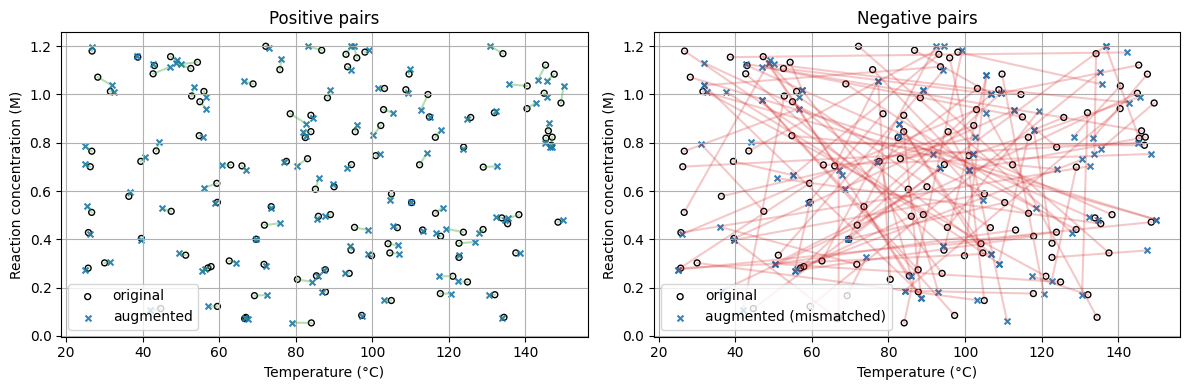 Positive pairs
Reaction concentration (M)
1.2
1.0
0.8
0.6
0.4
0.2
0.0
original
augmented
20
40
60
80
100
120
140
Temperature (°C)
Negative pairs
Reaction concentration (M)
1.2
1.0
0.8
0.6
0.4
0.2
0.0
original
augmented (mismatched)
20
40
60
80
100
120
140
Temperature (°C)